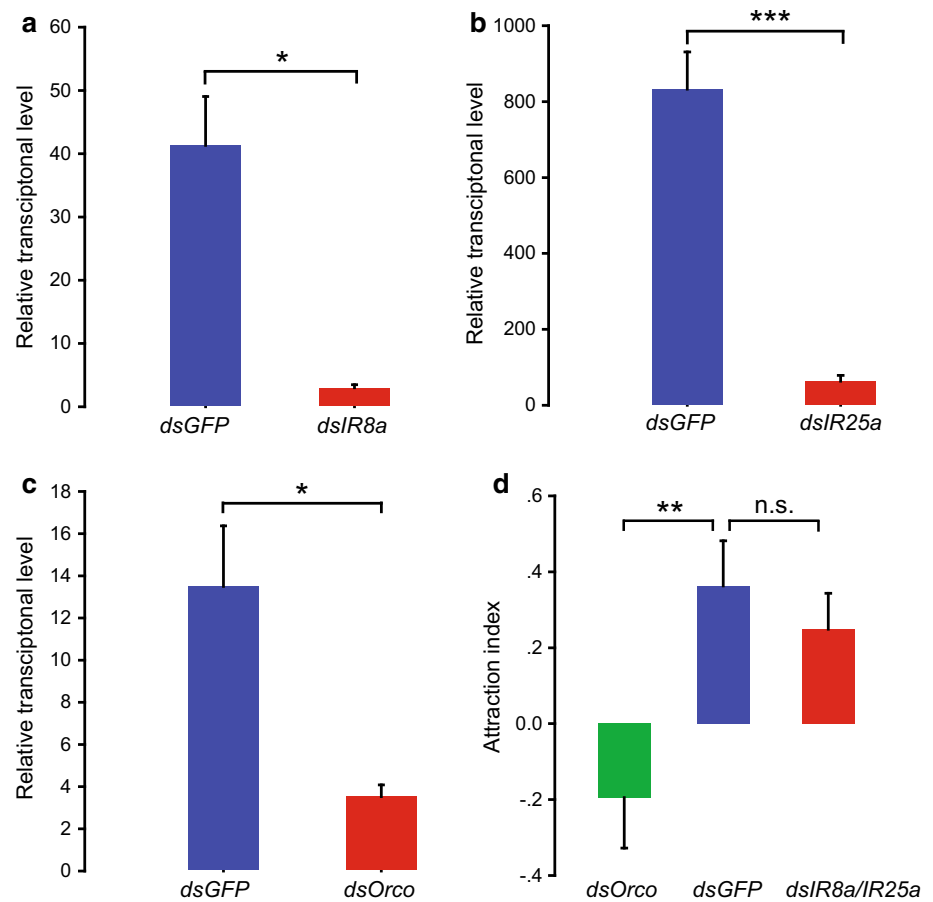 a
60
50
40
30
20
10
0
Relative transciptonal level
*
dsGFP
dsIR8a
b
1000
800
600
400
200
0
Relative transciptonal level
***
dsGFP
dsIR25a
c
18
16
14
12
10
8
6
4
2
0
Relative transciptonal level
*
dsGFP
dsOrco
d
.6
.4
.2
0.0
-.2
-.4
Attraction index
**
n.s.
dsOrco
dsGFP
dsIR8a/IR25a